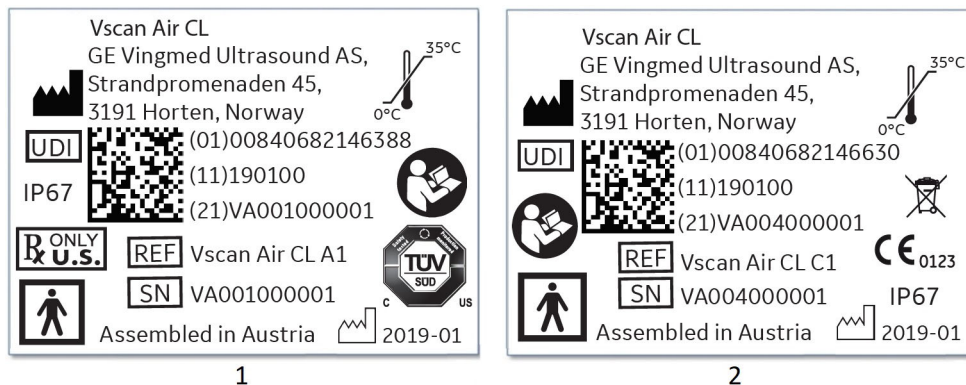 Vscan Air CL
GE Vingmed Ultrasound AS,
Strandpromenaden 45,
3191 Horten, Norway
35°C
0°C
UDI
(01)00840682146388
(11)190100
(21)VA001000001
IP67
Rx ONLY
U.S.
REF Vscan Air CL A1
SN VA001000001
TÜV
SÜD
C US
Assembled in Austria 2019-01
1
Vscan Air CL
GE Vingmed Ultrasound AS,
Strandpromenaden 45,
3191 Horten, Norway
35°C
0°C
UDI
(01)00840682146630
(11)190100
(21)VA004000001
REF Vscan Air CL C1
SN VA004000001
CE 0123
IP67
Assembled in Austria 2019-01
2